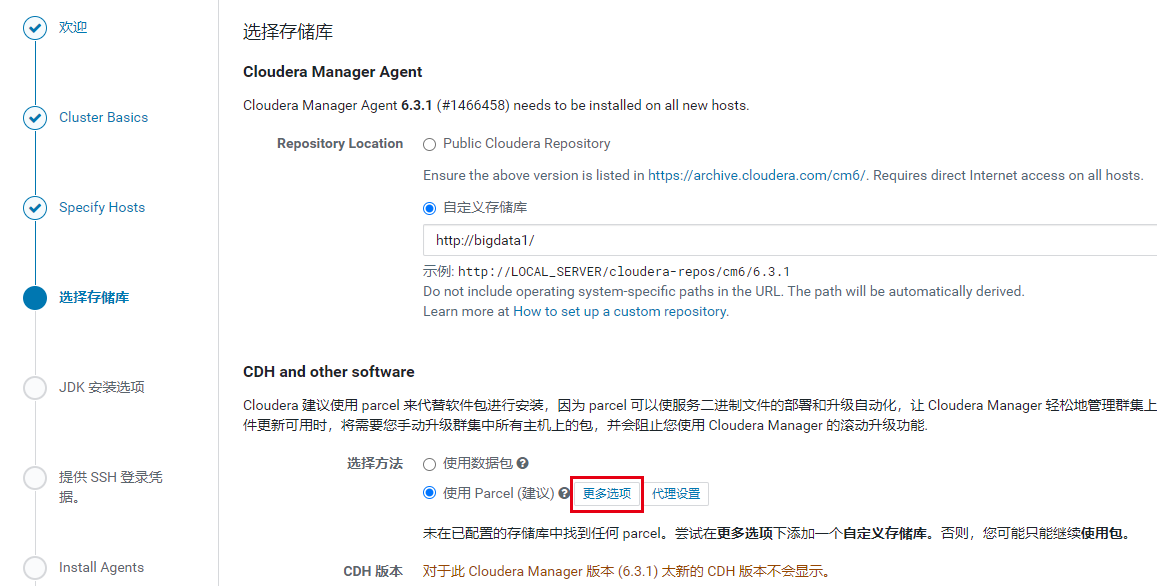 欢迎
Cluster Basics
Specify Hosts
选择存储库
JDK 安装选项
提供 SSH 登录凭
据。
Install Agents
选择存储库
Cloudera Manager Agent
Cloudera Manager Agent 6.3.1 (#1466458) needs to be installed on all new hosts.
Repository Location
Public Cloudera Repository
Ensure the above version is listed in https://archive.cloudera.com/cm6/. Requires direct Internet access on all hosts.
自定义存储库
http://bigdata1/
示例: http://LOCAL_SERVER/cloudera-repos/cm6/6.3.1
Do not include operating system-specific paths in the URL. The path will be automatically derived.
Learn more at How to set up a custom repository.
CDH and other software
Cloudera 建议使用 parcel 来代替软件包进行安装，因为 parcel 可以使服务二进制文件的部署和升级自动化，让 Cloudera Manager 轻松地管理群集上
件更新可用时，将需要您手动升级群集中所有主机上的包，并会阻止您使用 Cloudera Manager 的滚动升级功能.
选择方法 使用数据包
使用 Parcel (建议) 更多选项 代理设置
未在已配置的存储库中找到任何 parcel。尝试在更多选项下添加一个自定义存储库。否则，您可能只能继续使用包。
CDH 版本 对于此 Cloudera Manager 版本 (6.3.1) 太新的 CDH 版本不会显示。